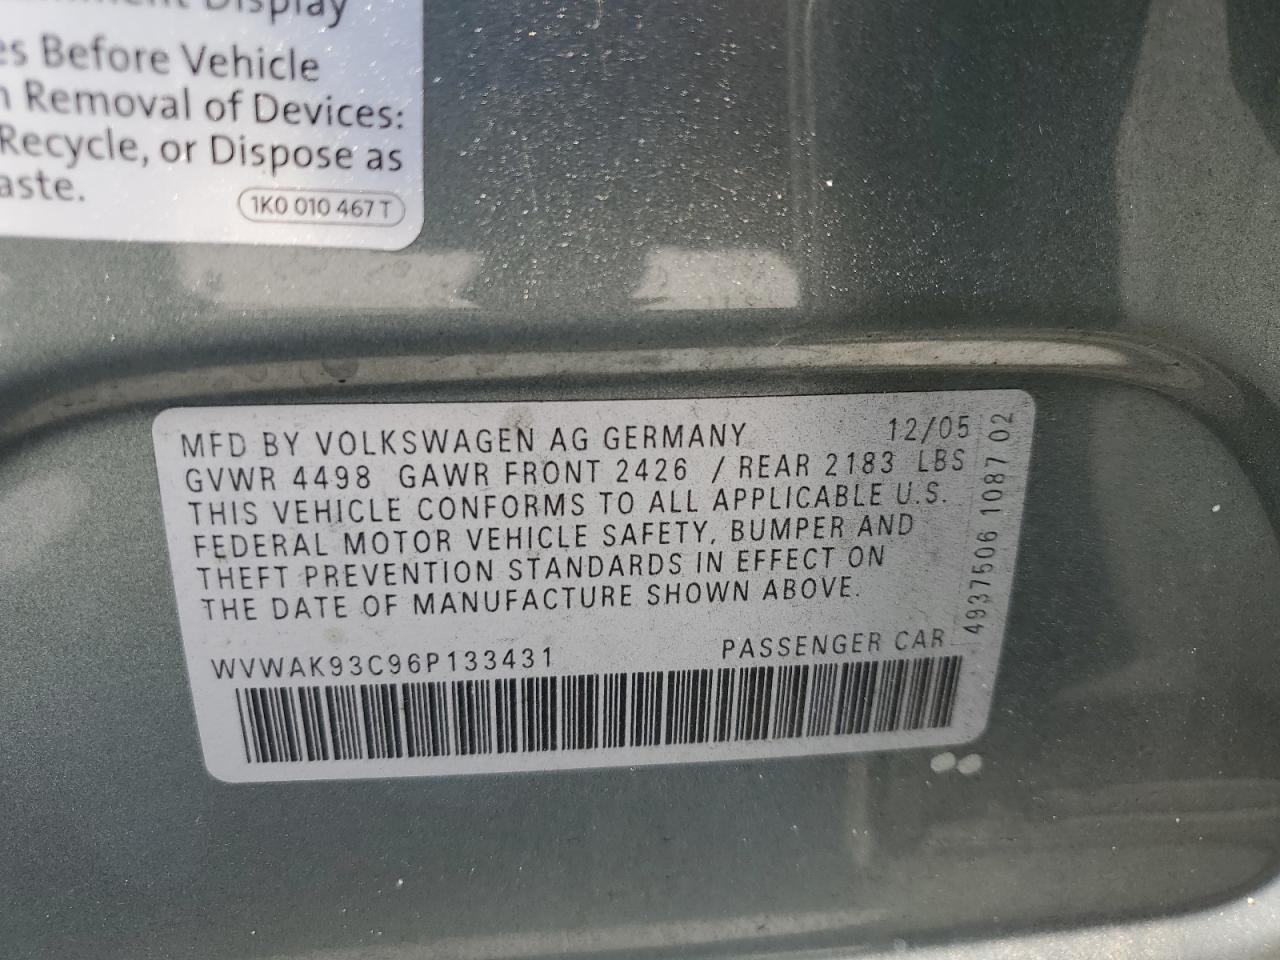 Display
es Before Vehicle
n Removal of Devices:
Recycle, or Dispose as
aste.
1K0 010 467 T
MFD BY VOLKSWAGEN AG GERMANY 12/05
GVWR 4498 GAWR FRONT 2426 / REAR 2183 LBS
THIS VEHICLE CONFORMS TO ALL APPLICABLE U.S.
FEDERAL MOTOR VEHICLE SAFETY, BUMPER AND
THEFT PREVENTION STANDARDS IN EFFECT ON
THE DATE OF MANUFACTURE SHOWN ABOVE.
WVWAK93C96P133431 PASSENGER CAR
4937506 1087 02